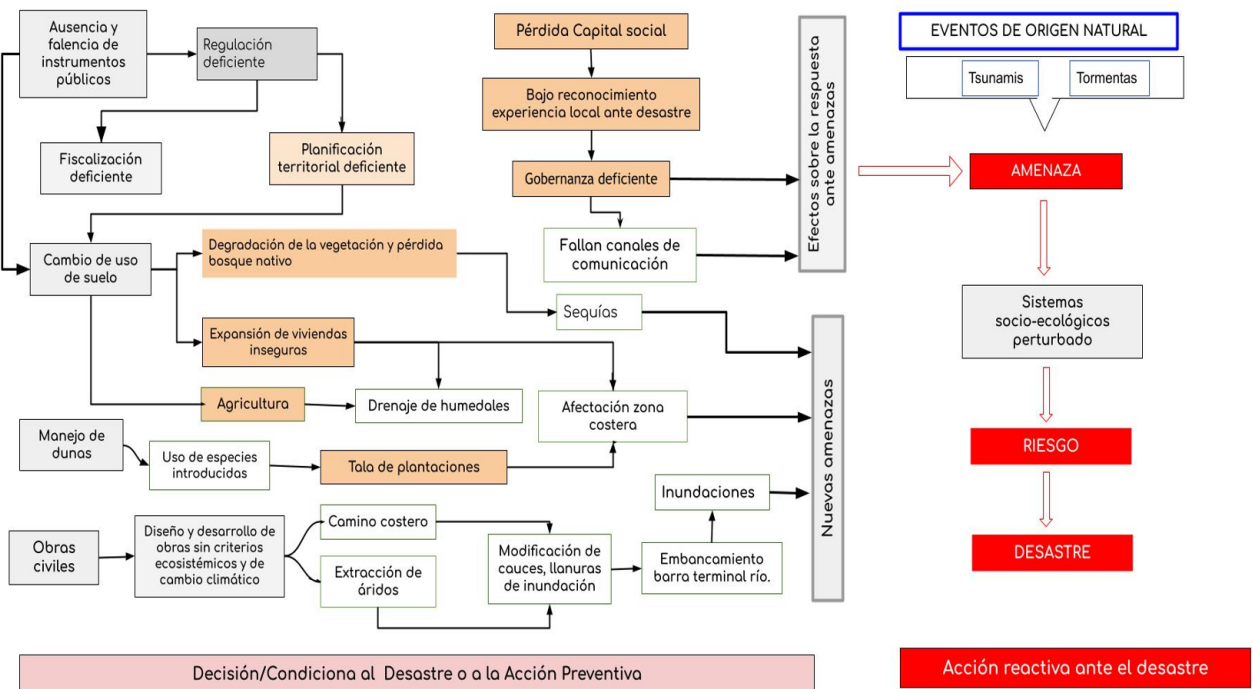 Ausencia y
falencia de
instrumentos
públicos
Regulación
deficiente
Fiscalización
deficiente
Planificación
territorial deficiente
Pérdida Capital social
Bajo reconocimiento
experiencia local ante desastre
Gobernanza deficiente
Fallan canales de
comunicación
Efectos sobre la respuesta
ante amenazas
EVENTOS DE ORIGEN NATURAL
Tsunamis
Tormentas
AMENAZA
Sistemas
socio-ecológicos
perturbado
RIESGO
DESASTRE
Cambio de uso
de suelo
Degradación de la vegetación y pérdida
bosque nativo
Sequías
Expansión de viviendas
inseguras
Agricultura
Drenaje de humedales
Afectación zona
costera
Nuevas amenazas
Manejo de
dunas
Uso de especies
introducidas
Tala de plantaciones
Inundaciones
Obras
civiles
Diseño y desarrollo de
obras sin criterios
ecosistémicos y de
cambio climático
Camino costero
Extracción de
áridos
Modificación de
cauces, llanuras
de inundación
Embancamiento
barra terminal río.
Decisión/Condiciona al Desastre o a la Acción Preventiva
Acción reactiva ante el desastre